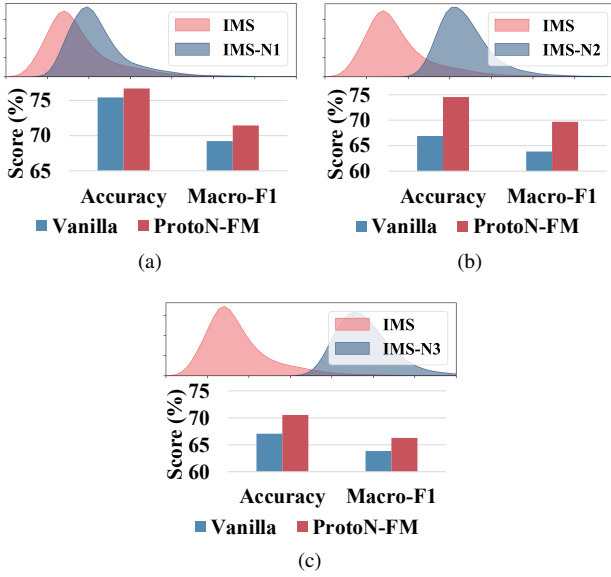 IMS
IMS-N1
Score (%)
75
70
65
Accuracy Macro-F1
Vanilla ProtoN-FM
(a)
IMS
IMS-N2
Score (%)
75
70
65
60
Accuracy Macro-F1
Vanilla ProtoN-FM
(b)
IMS
IMS-N3
Score (%)
75
70
65
60
Accuracy Macro-F1
Vanilla ProtoN-FM
(c)